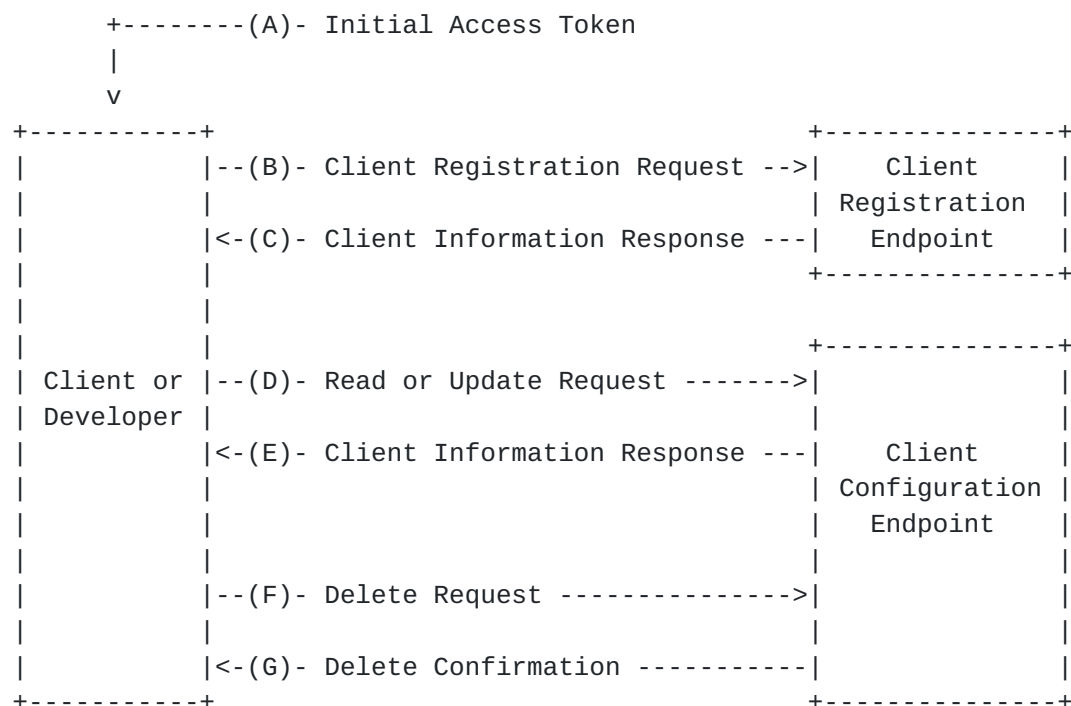 (A)- Initial Access Token
(B)- Client Registration Request
Client
Registration
(C)- Client Information Response
Endpoint
Client or
(D)- Read or Update Request
Developer
(E)- Client Information Response
Client
Configuration
Endpoint
(F)- Delete Request
(G)- Delete Confirmation